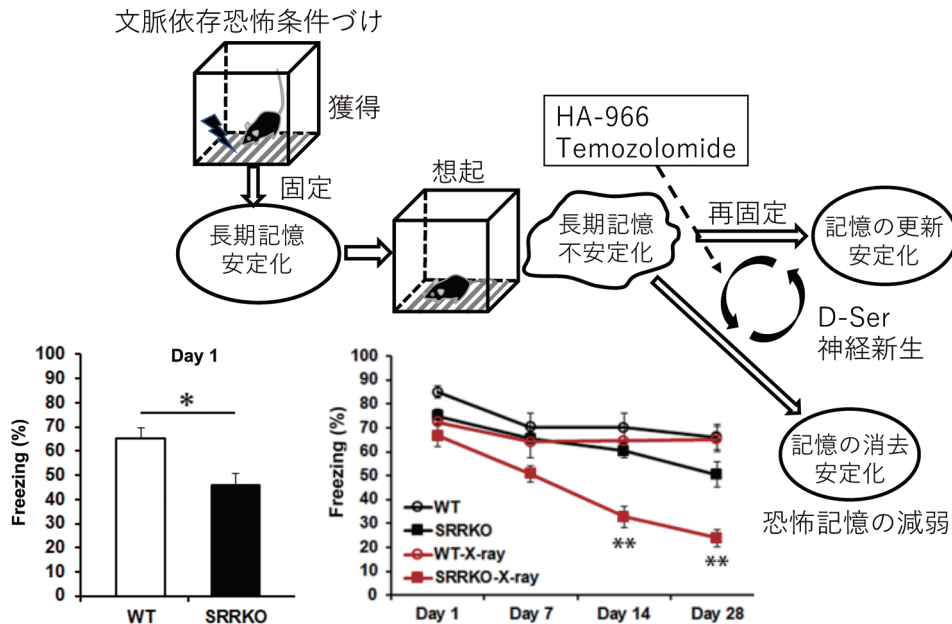 文脈依存恐怖条件づけ
獲得
固定
長期記憶
安定化
想起
長期記憶
不安定化
HA-966
Temozolomide
再固定
記憶の更新
安定化
D-Ser
神経新生
記憶の消去
安定化
恐怖記憶の減弱
Day 1
*
Freezing (%)
100
90
80
70
60
50
40
30
20
10
0
WT
SRRKO
Freezing (%)
100
90
80
70
60
50
40
30
20
10
0
WT
SRRKO
WT-X-ray
SRRKO-X-ray
**
**
Day 1
Day 7
Day 14
Day 28